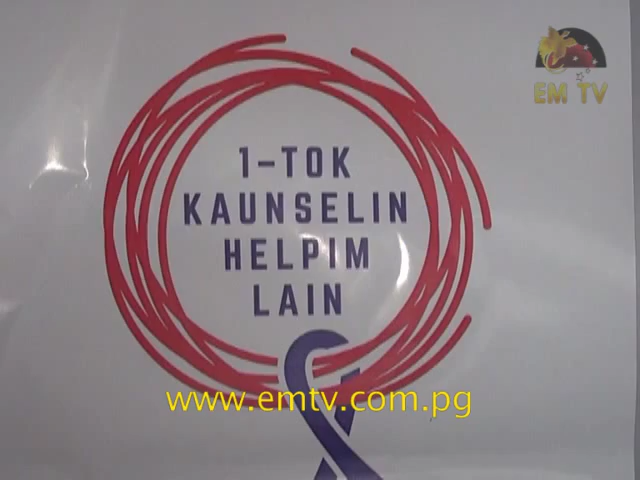 EM TV
1-TOK
KAUNSELIN
HELPIM
LAIN
www.emtv.com.pg